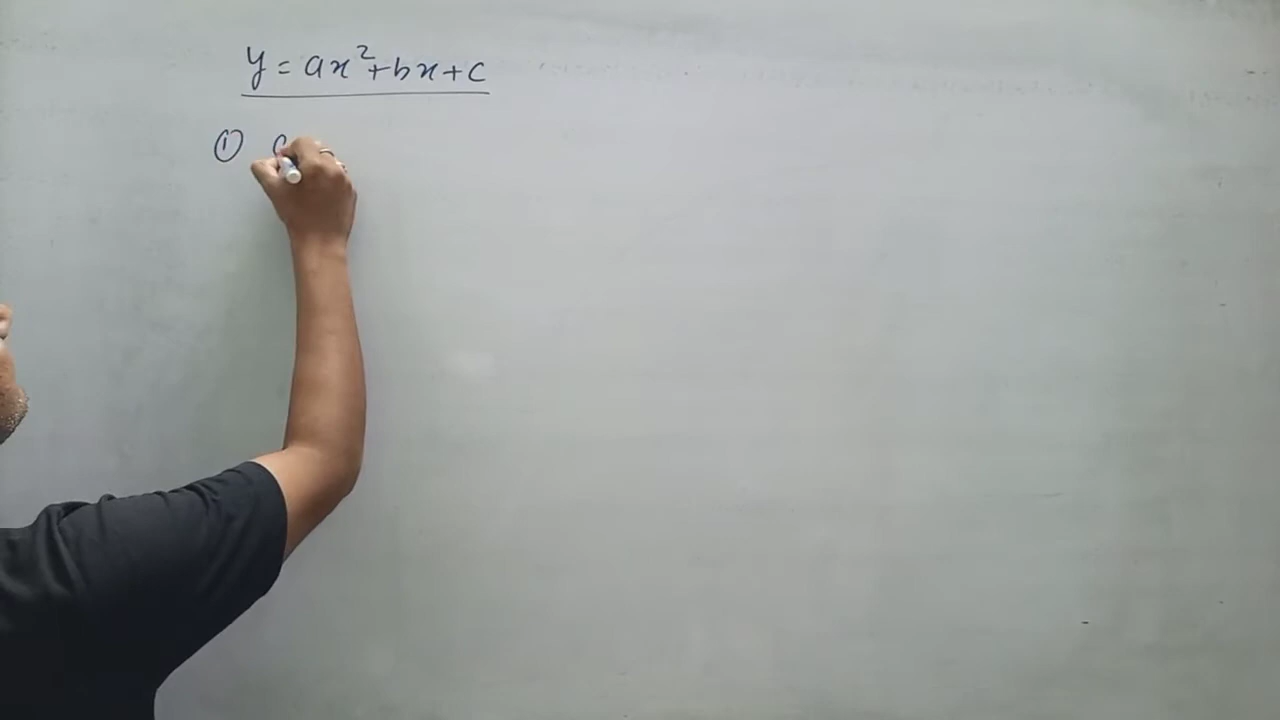 y = ax²+bx+c
①